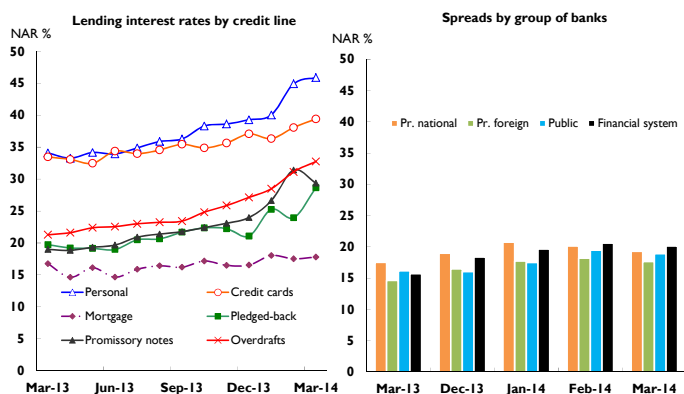 Lending interest rates by credit line
NAR %
50
45
40
35
30
25
20
15
10
5
0
Personal
Credit cards
Mortgage
Pledged-back
Promissory notes
Overdrafts
Mar-13
Jun-13
Sep-13
Dec-13
Mar-14
Spreads by group of banks
NAR %
50
45
40
35
30
25
20
15
10
5
0
Pr. national
Pr. foreign
Public
Financial system
Mar-13
Dec-13
Jan-14
Feb-14
Mar-14